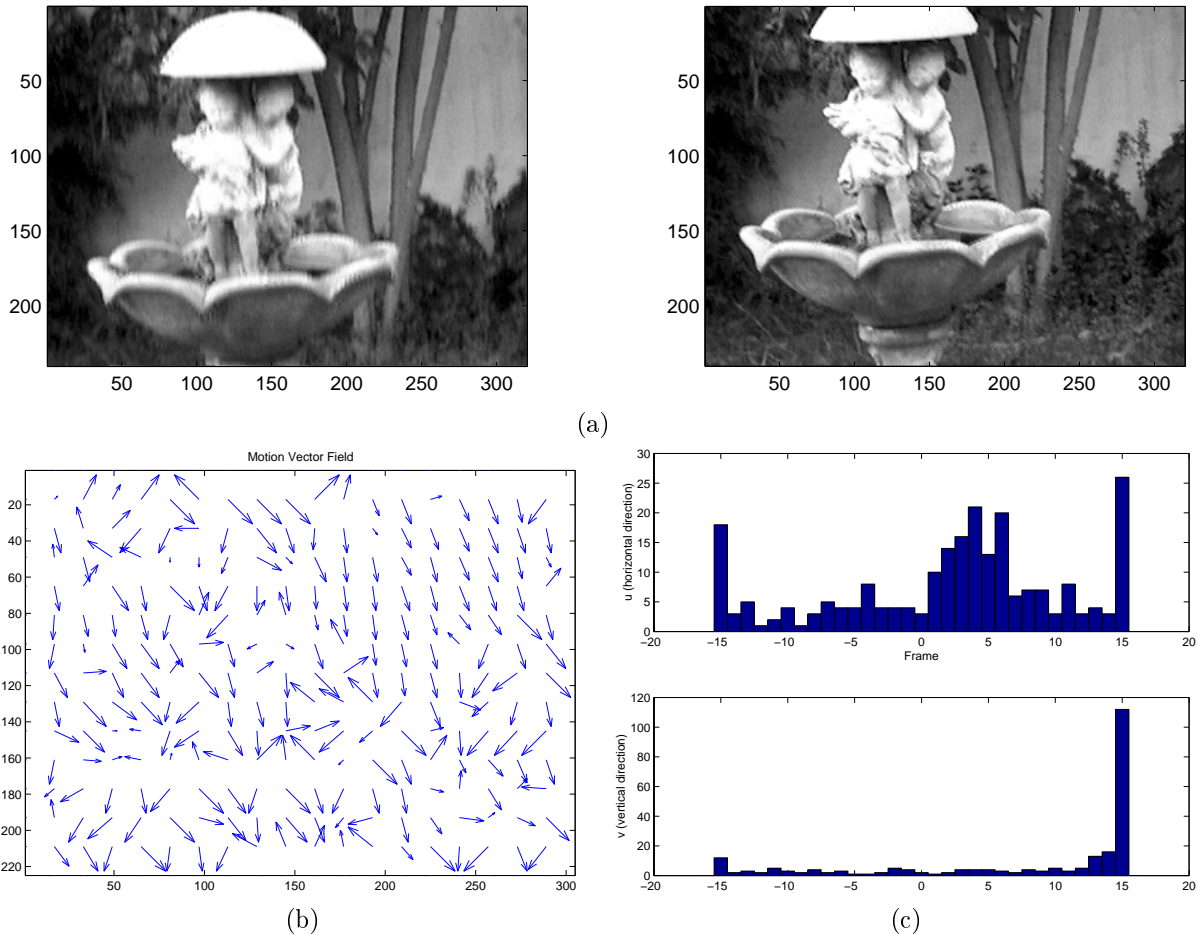 50
100
150
200
50 100 150 200 250 300
50
100
150
200
50 100 150 200 250 300
(a)
Motion Vector Field
20
40
60
80
100
120
140
160
180
200
220
50 100 150 200 250 300
(b)
30
25
20
15
10
5
0
u (horizontal direction)
−20 −15 −10 −5 0 5 10 15 20
Frame
120
100
80
60
40
20
0
v (vertical direction)
−20 −15 −10 −5 0 5 10 15 20
(c)